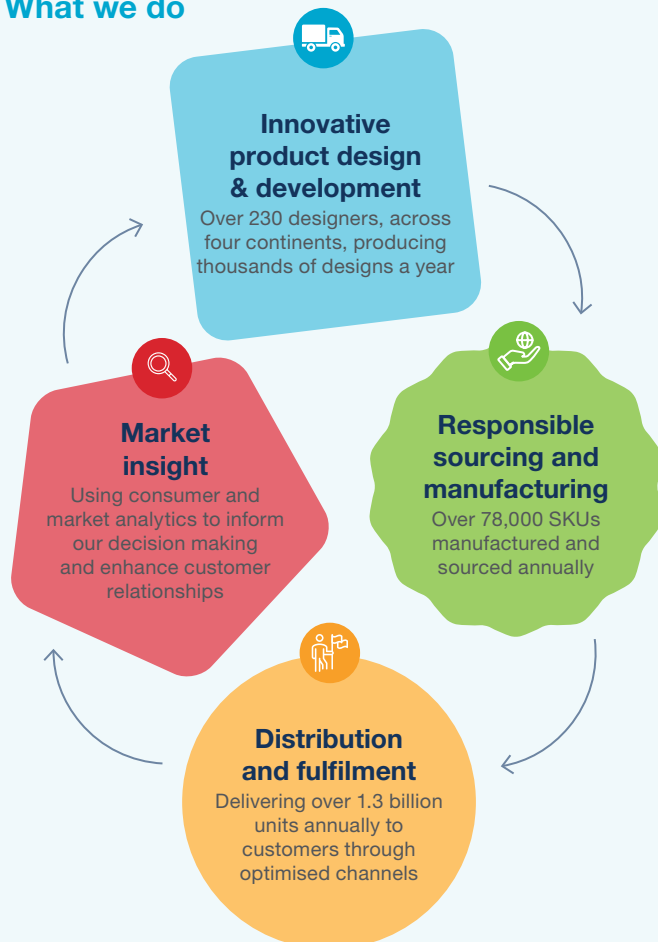 What we do
Innovative
product design
& development
Over 230 designers, across
four continents, producing
thousands of designs a year
Responsible
sourcing and
manufacturing
Over 78,000 SKUs
manufactured and
sourced annually
Distribution
and fulfilment
Delivering over 1.3 billion
units annually to
customers through
optimised channels
Market
insight
Using consumer and
market analytics to inform
our decision making
and enhance customer
relationships